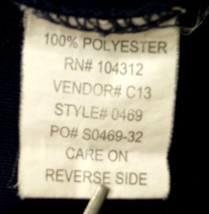 100% POLYESTER
RN# 104312
VENDOR# C13
STYLE# 0469
PO# S0469-32
CARE ON
REVERSE SIDE